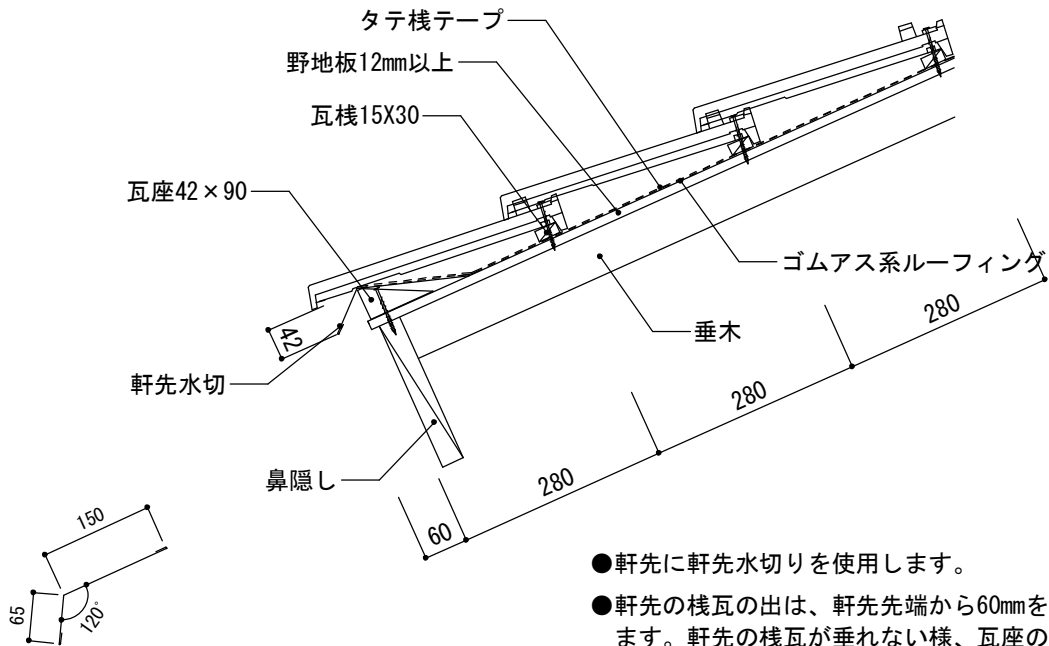 タテ桟テープ
野地板12mm以上
瓦桟15X30
瓦座42×90
ゴムアス系ルーフィング
280
垂木
42
軒先水切
280
鼻隠し
280
60
150
65
120°
●軒先に軒先水切りを使用します。
●軒先の桟瓦の出は、軒先先端から60mmを
ます。軒先の桟瓦が垂れない様、瓦座の